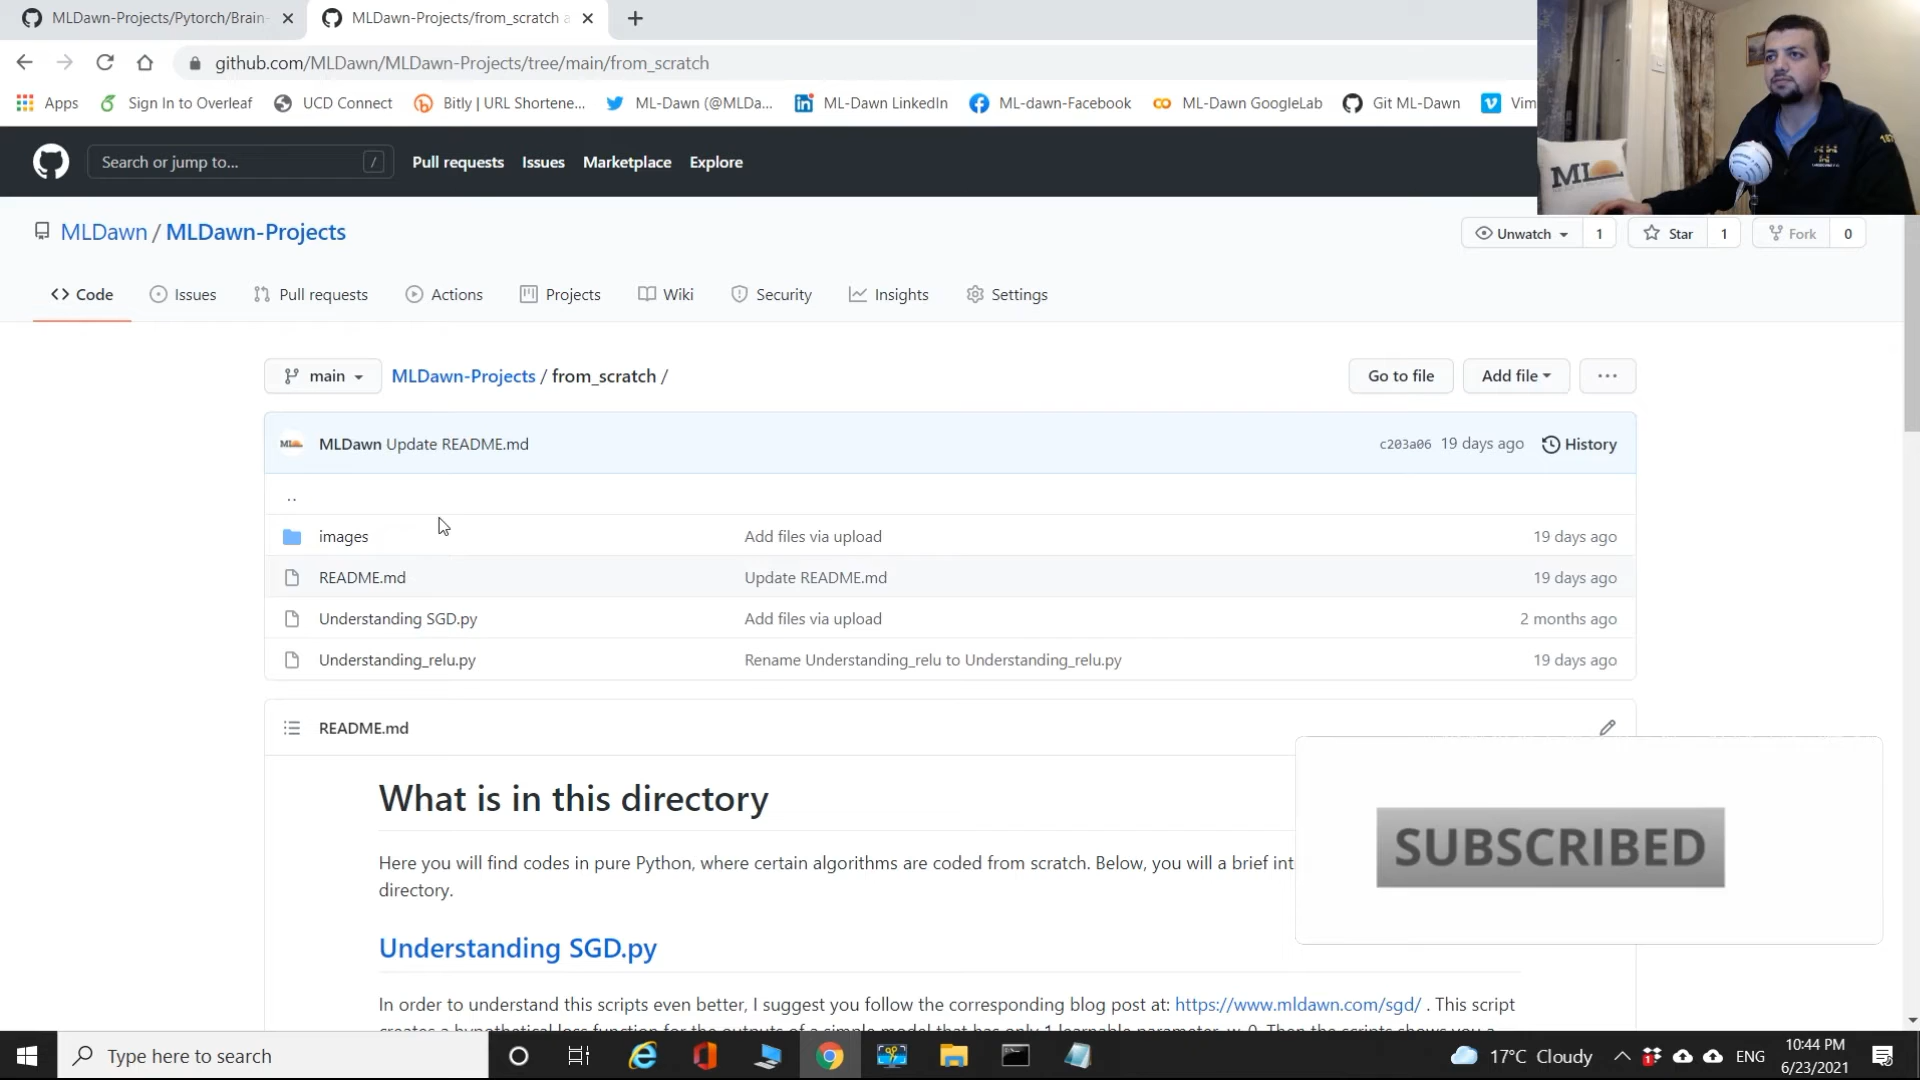 MLDawn-Projects/Pytorch/Brain-
MLDawn-Projects/from_scratch a
github.com/MLDawn/MLDawn-Projects/tree/main/from_scratch
Apps Sign In to Overleaf UCD Connect Bitly | URL Shortene... ML-Dawn (@MLDa... ML-Dawn LinkedIn ML-dawn-Facebook ML-Dawn GoogleLab Git ML-Dawn Vim
ML
Search or jump to... / Pull requests Issues Marketplace Explore
MLDawn / MLDawn-Projects
Unwatch 1 Star 1 Fork 0
Code Issues Pull requests Actions Projects Wiki Security Insights Settings
main MLDawn-Projects / from_scratch / Go to file Add file ...
MLDawn Update README.md c203a06 19 days ago History
..
images Add files via upload 19 days ago
README.md Update README.md 19 days ago
Understanding SGD.py Add files via upload 2 months ago
Understanding_relu.py Rename Understanding_relu to Understanding_relu.py 19 days ago
README.md
What is in this directory
Here you will find codes in pure Python, where certain algorithms are coded from scratch. Below, you will a brief int
directory.
SUBSCRIBED
Understanding SGD.py
In order to understand this scripts even better, I suggest you follow the corresponding blog post at: https://www.mldawn.com/sgd/ . This script
Type here to search
17°C Cloudy ENG 10:44 PM
6/23/2021